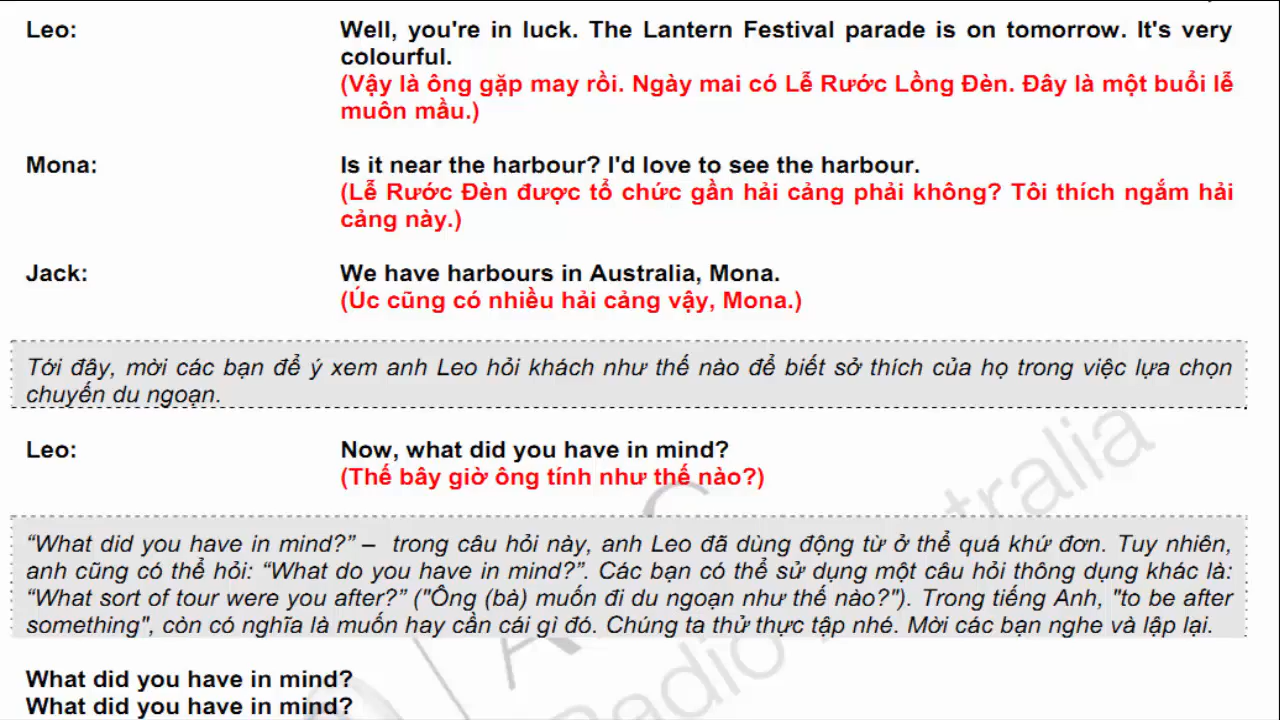 Leo: Well, you're in luck. The Lantern Festival parade is on tomorrow. It's very
colourful.
(Vậy là ông gặp may rồi. Ngày mai có Lễ Rước Lồng Đèn. Đây là một buổi lễ
muôn mầu.)
Mona: Is it near the harbour? I'd love to see the harbour.
(Lễ Rước Đèn được tổ chức gần hải cảng phải không? Tôi thích ngắm hải
cảng này.)
Jack: We have harbours in Australia, Mona.
(Úc cũng có nhiều hải cảng vậy, Mona.)
Tới đây, mời các bạn để ý xem anh Leo hỏi khách như thế nào để biết sở thích của họ trong việc lựa chọn
chuyến du ngoạn.
Leo: Now, what did you have in mind?
(Thế bây giờ ông tính như thế nào?)
“What did you have in mind?” – trong câu hỏi này, anh Leo đã dùng động từ ở thể quá khứ đơn. Tuy nhiên,
anh cũng có thể hỏi: “What do you have in mind?”. Các bạn có thể sử dụng một câu hỏi thông dụng khác là:
“What sort of tour were you after?” ("Ông (bà) muốn đi du ngoạn như thế nào?"). Trong tiếng Anh, "to be after
something", còn có nghĩa là muốn hay cần cái gì đó. Chúng ta thử thực tập nhé. Mời các bạn nghe và lập lại.
What did you have in mind?
What did you have in mind?
Radio Australia